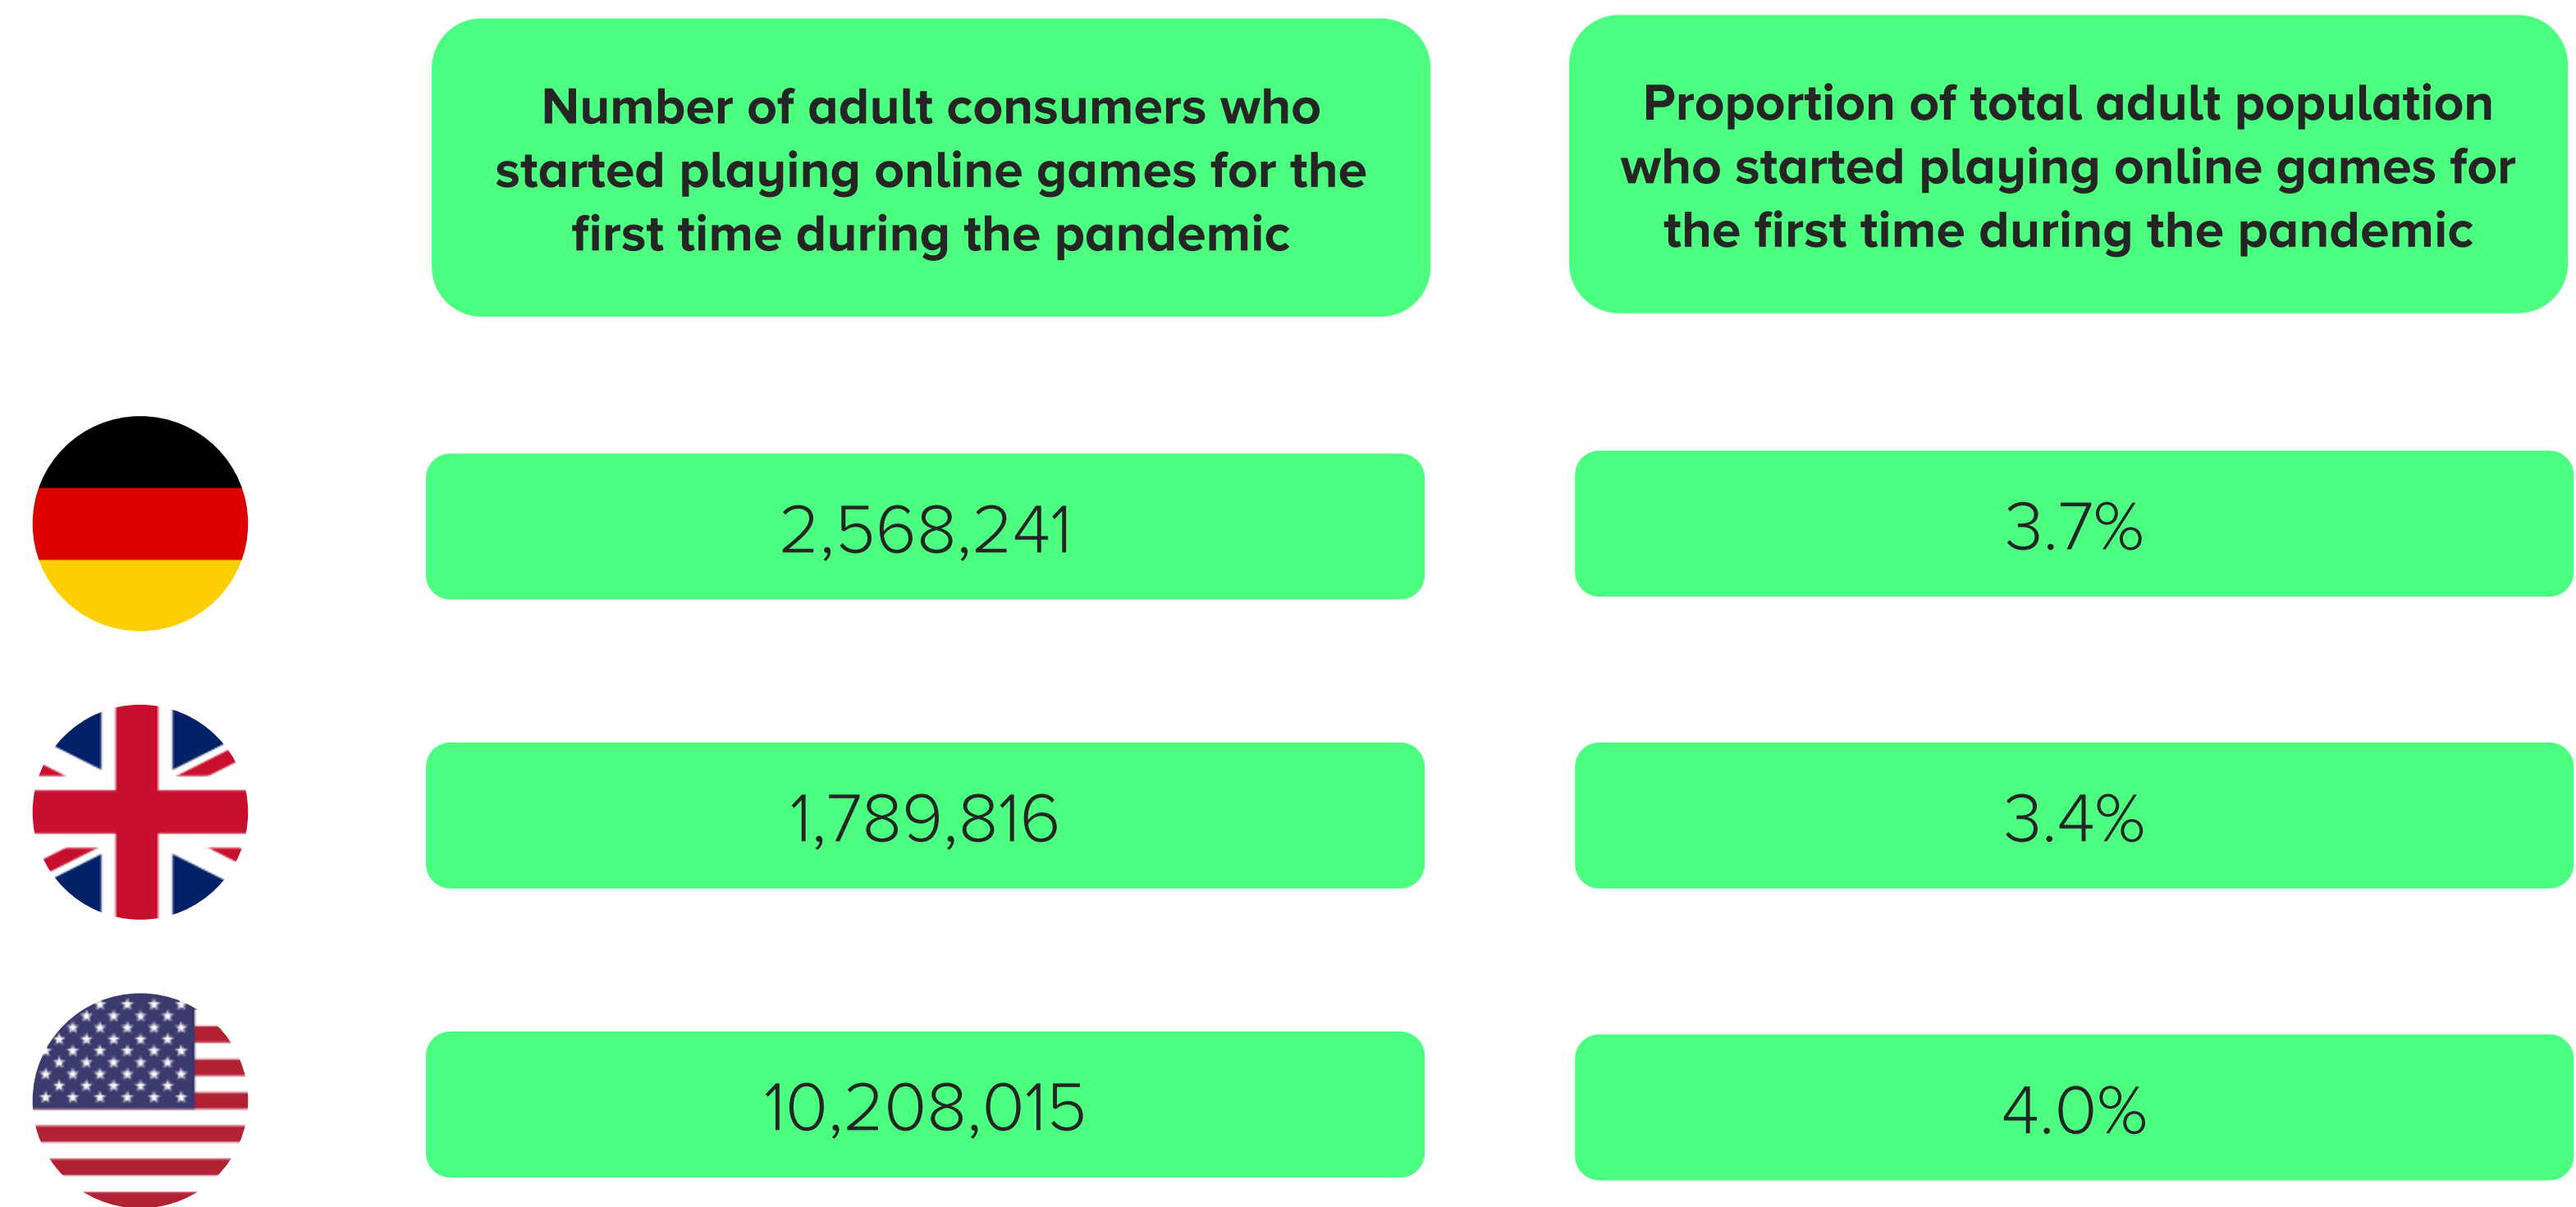 Number of adult consumers who
started playing online games for the
first time during the pandemic
Proportion of total adult population
who started playing online games for
the first time during the pandemic
2,568,241
3.7%
1,789,816
3.4%
10,208,015
4.0%